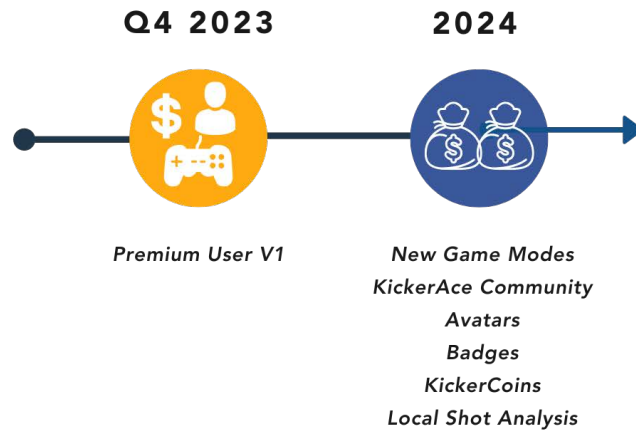 Q4 2023
2024
$
$ $
Premium User V1
New Game Modes
KickerAce Community
Avatars
Badges
KickerCoins
Local Shot Analysis